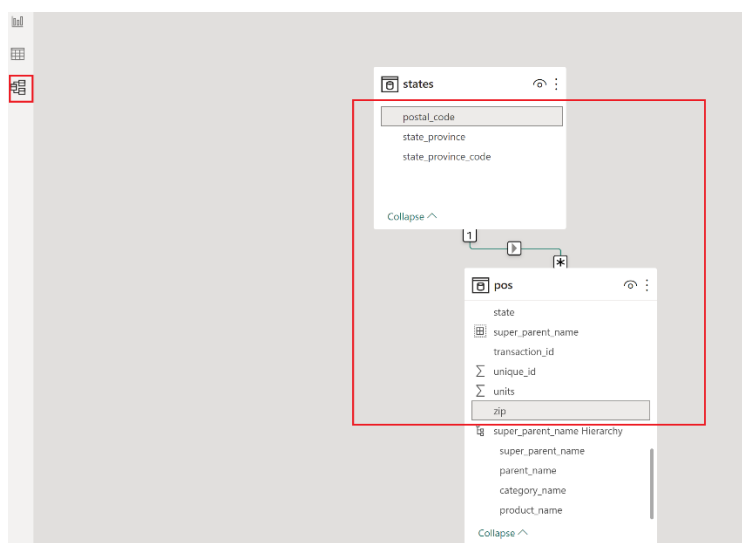 states
postal_code
state_province
state_province_code
Collapse
1
*
pos
state
super_parent_name
transaction_id
unique_id
units
zip
super_parent_name Hierarchy
super_parent_name
parent_name
category_name
product_name
Collapse